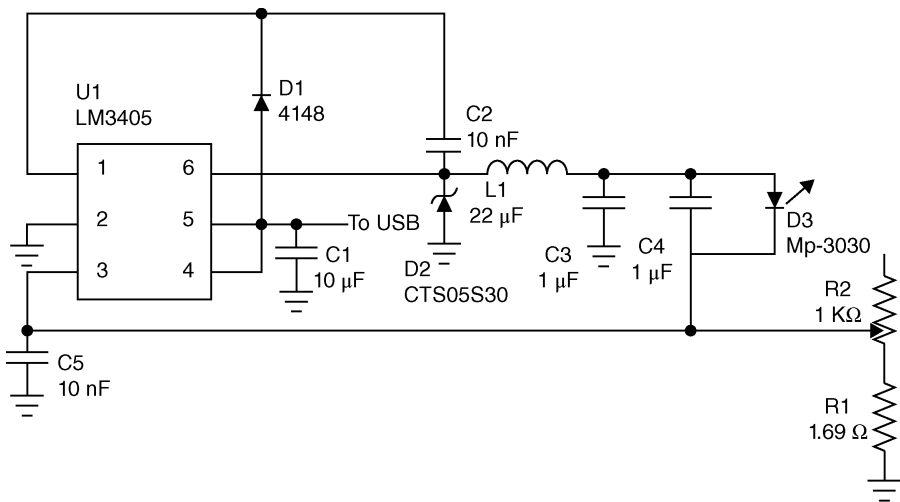 U1
LM3405
D1
4148
C2
10 nF
1
6
2
5
3
4
To USB
L1
22 μF
C1
10 μF
D2
CTS05S30
C3
1 μF
C4
1 μF
D3
Mp-3030
R2
1 KΩ
C5
10 nF
R1
1.69 Ω